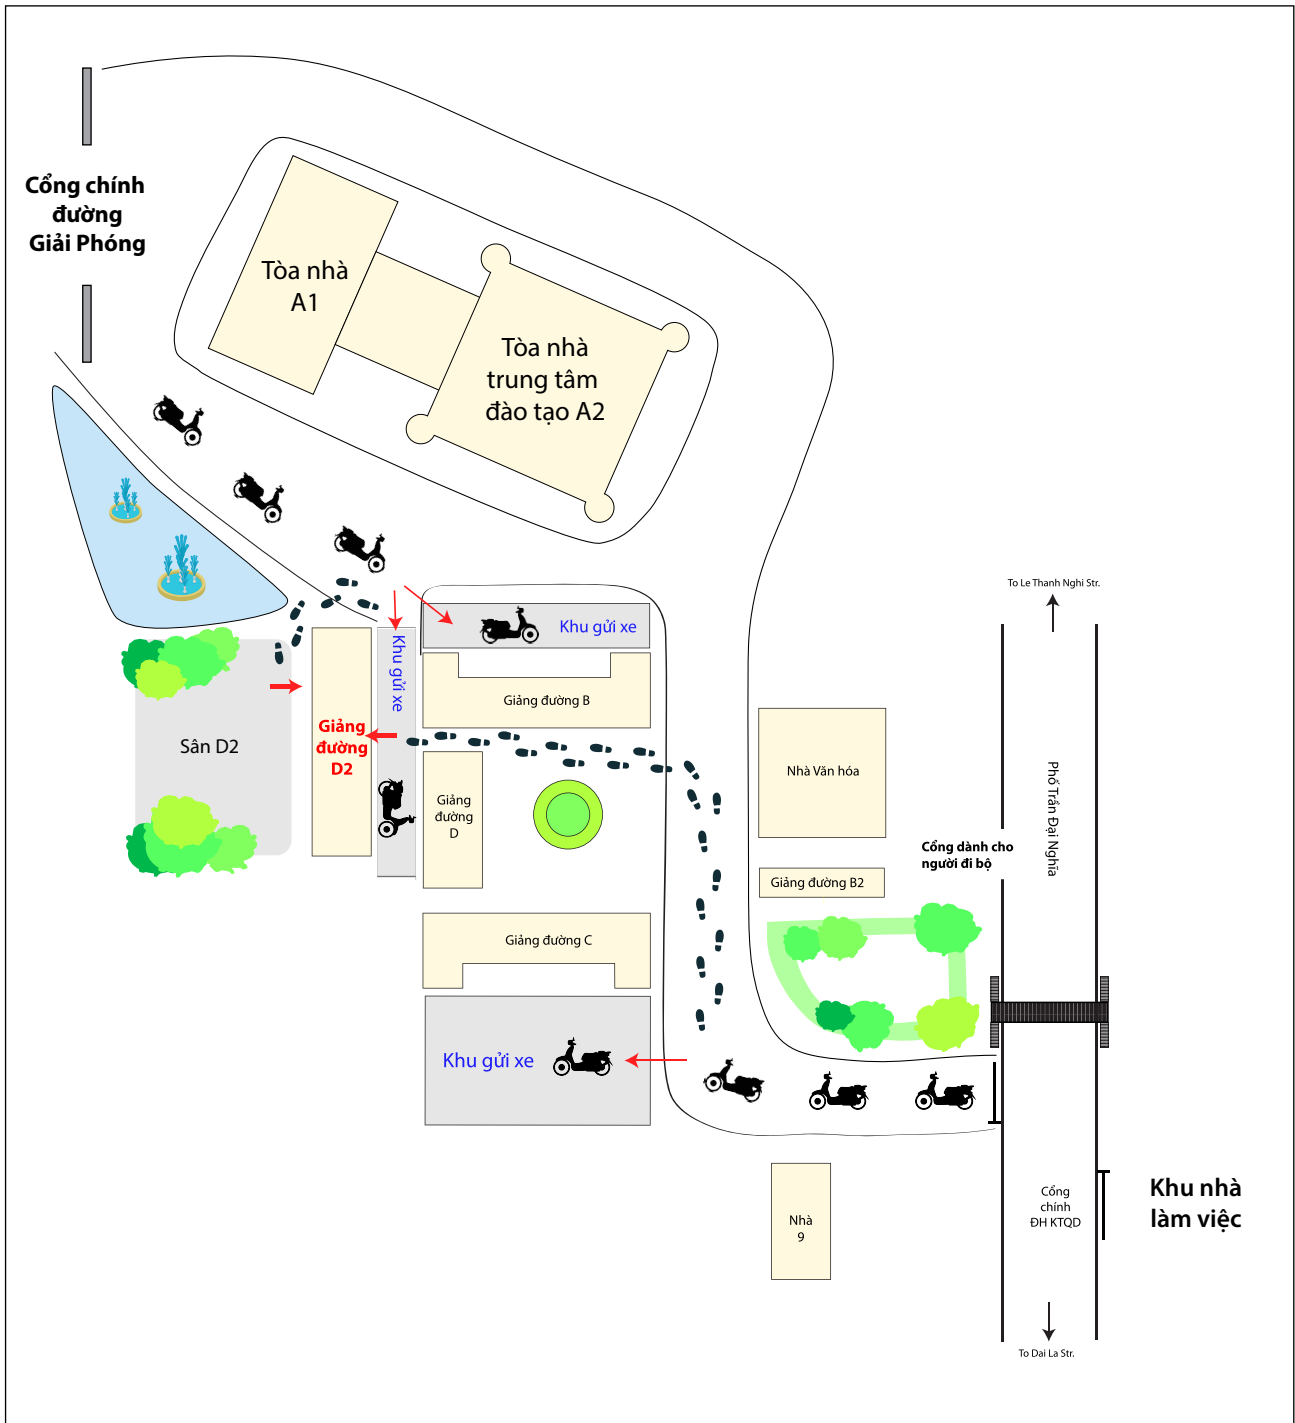 Cổng chính
đường
Giải Phóng
Tòa nhà
A1
Tòa nhà
trung tâm
đào tạo A2
To Le Thanh Nghi Str.
Khu gửi xe
Khu gửi xe
Giảng đường B
Sân D2
Giảng
đường
D2
Nhà Văn hóa
Phố Trần Đại Nghĩa
Giảng
đường
D
Cổng dành cho
người đi bộ
Giảng đường B2
Giảng đường C
Khu gửi xe
Cổng
chính
ĐH KTQD
Khu nhà
làm việc
Nhà
9
To Dai La Str.